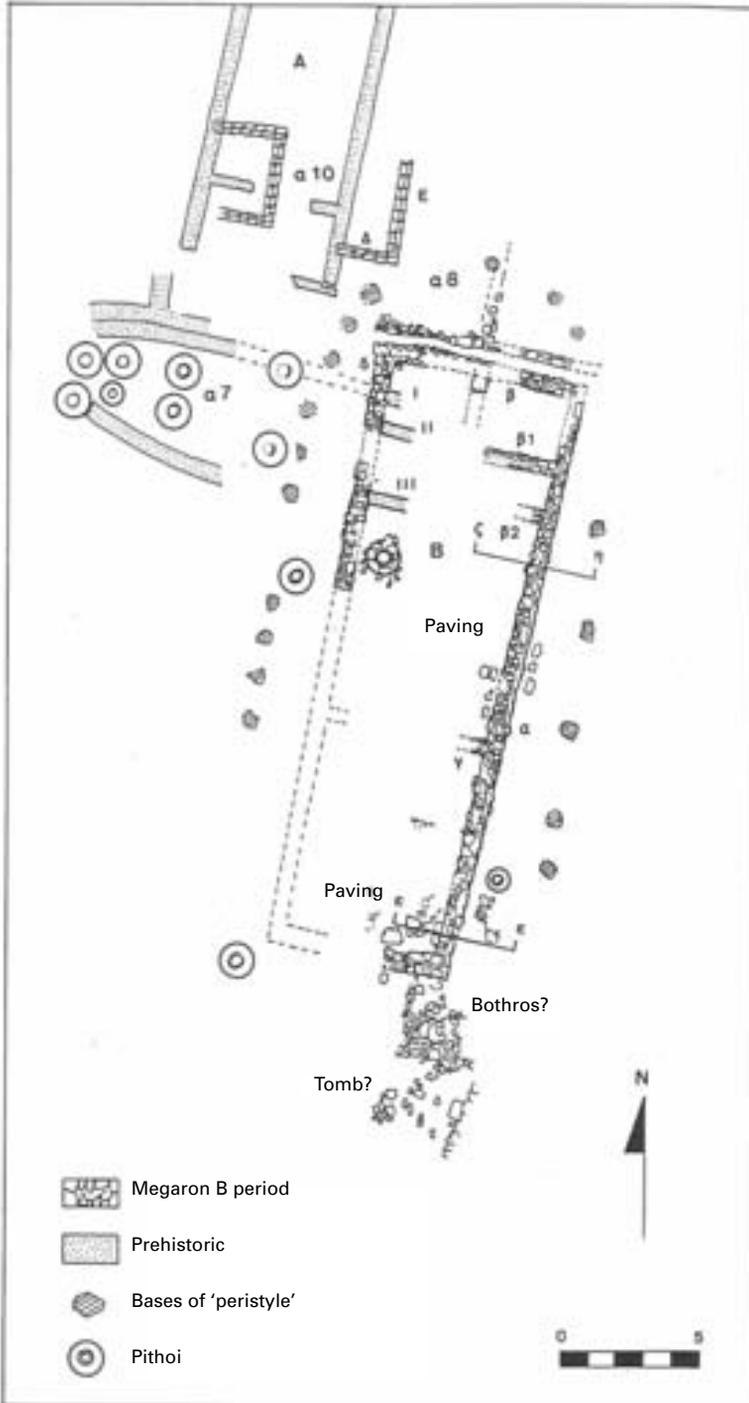 A
α 10
E
Δ
α 8
α 7
δ
β
I
II
β1
III
ζ β2
η
B
Paving
α
γ
Paving
ε
ε
Bothros?
Tomb?
N
Megaron B period
Prehistoric
Bases of ‘peristyle’
Pithoi
0 5